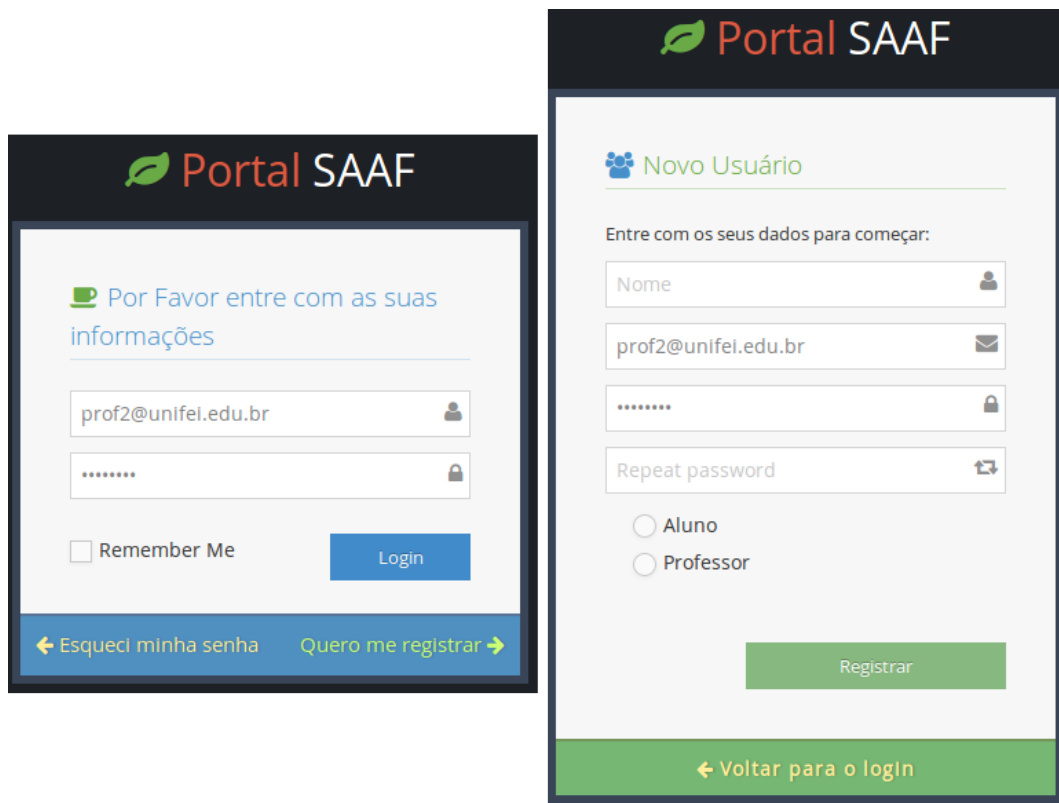 Portal SAAF
Por Favor entre com as suas
informações
prof2@unifei.edu.br
••••••••
Remember Me
Login
Esqueci minha senha
Quero me registrar
Portal SAAF
Novo Usuário
Entre com os seus dados para começar:
Nome
prof2@unifei.edu.br
••••••••
Repeat password
Aluno
Professor
Registrar
Voltar para o login